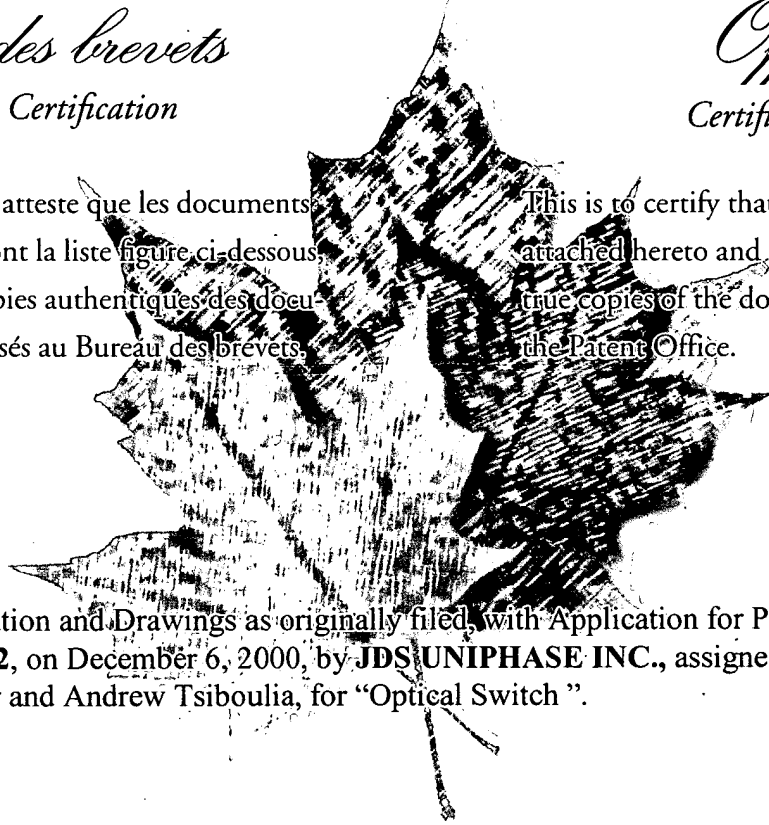 des brevets
Certification
atteste que les documents
ont la liste figure ci-dessous
pies authentiques des docu-
sés au Bureau des brevets.
Certifi
This is to certify that
attached hereto and
true copies of the do
the Patent Office.
tion and Drawings as originally filed, with Application for P
2, on December 6, 2000, by JDS UNIPHASE INC., assigne
r and Andrew Tsiboulia, for “Optical Switch ”.